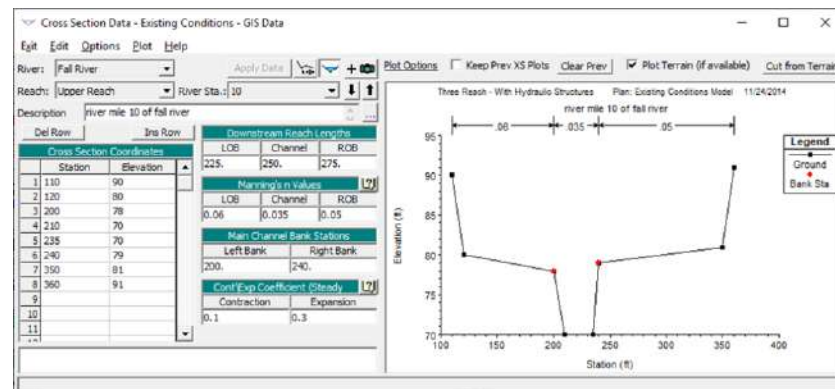 Cross Section Data - Existing Conditions - GIS Data
Exit Edit Options Plot Help
River: Fall River Apply Data Plot Options Keep Prev XS Plots Clear Prev Plot Terrain (if available) Cut from Terrain
Reach: Upper Reach River Sta.: 10
Description river mile 10 of fall river ...
Del Row Ins Row
Cross Section Coordinates
Station Elevation
1 110 90
2 120 80
3 200 78
4 210 70
5 235 70
6 240 79
7 350 81
8 360 91
9
10
11
Downstream Reach Lengths
LOB Channel ROB
225. 250. 275.
Manning's n Values
LOB Channel ROB
0.06 0.035 0.05
Main Channel Bank Stations
Left Bank Right Bank
200. 240.
Cont\Exp Coefficient (Steady
Contraction Expansion
0.1 0.3
Three Reach - With Hydraulic Structures Plan: Existing Conditions Model 11/24/2014
river mile 10 of fall river
.06 .035 .05
Elevation (ft)
95
90
85
80
75
70
100 150 200 250 300 350 400
Station (ft)
Legend
Ground
Bank Sta